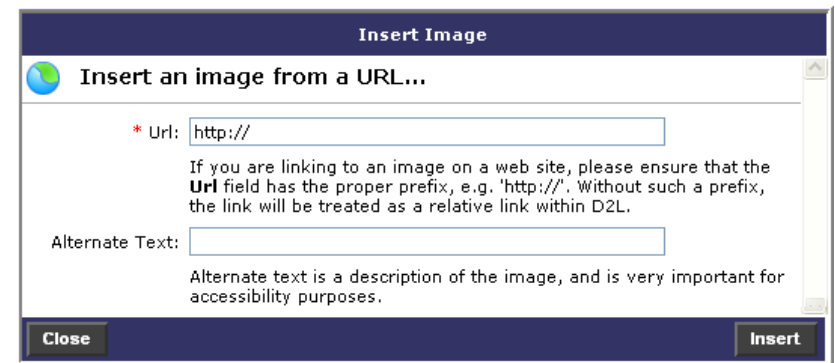 Insert Image
Insert an image from a URL...
* Url: http://
If you are linking to an image on a web site, please ensure that the
Url field has the proper prefix, e.g. 'http://'. Without such a prefix,
the link will be treated as a relative link within D2L.
Alternate Text:
Alternate text is a description of the image, and is very important for
accessibility purposes.
Close Insert